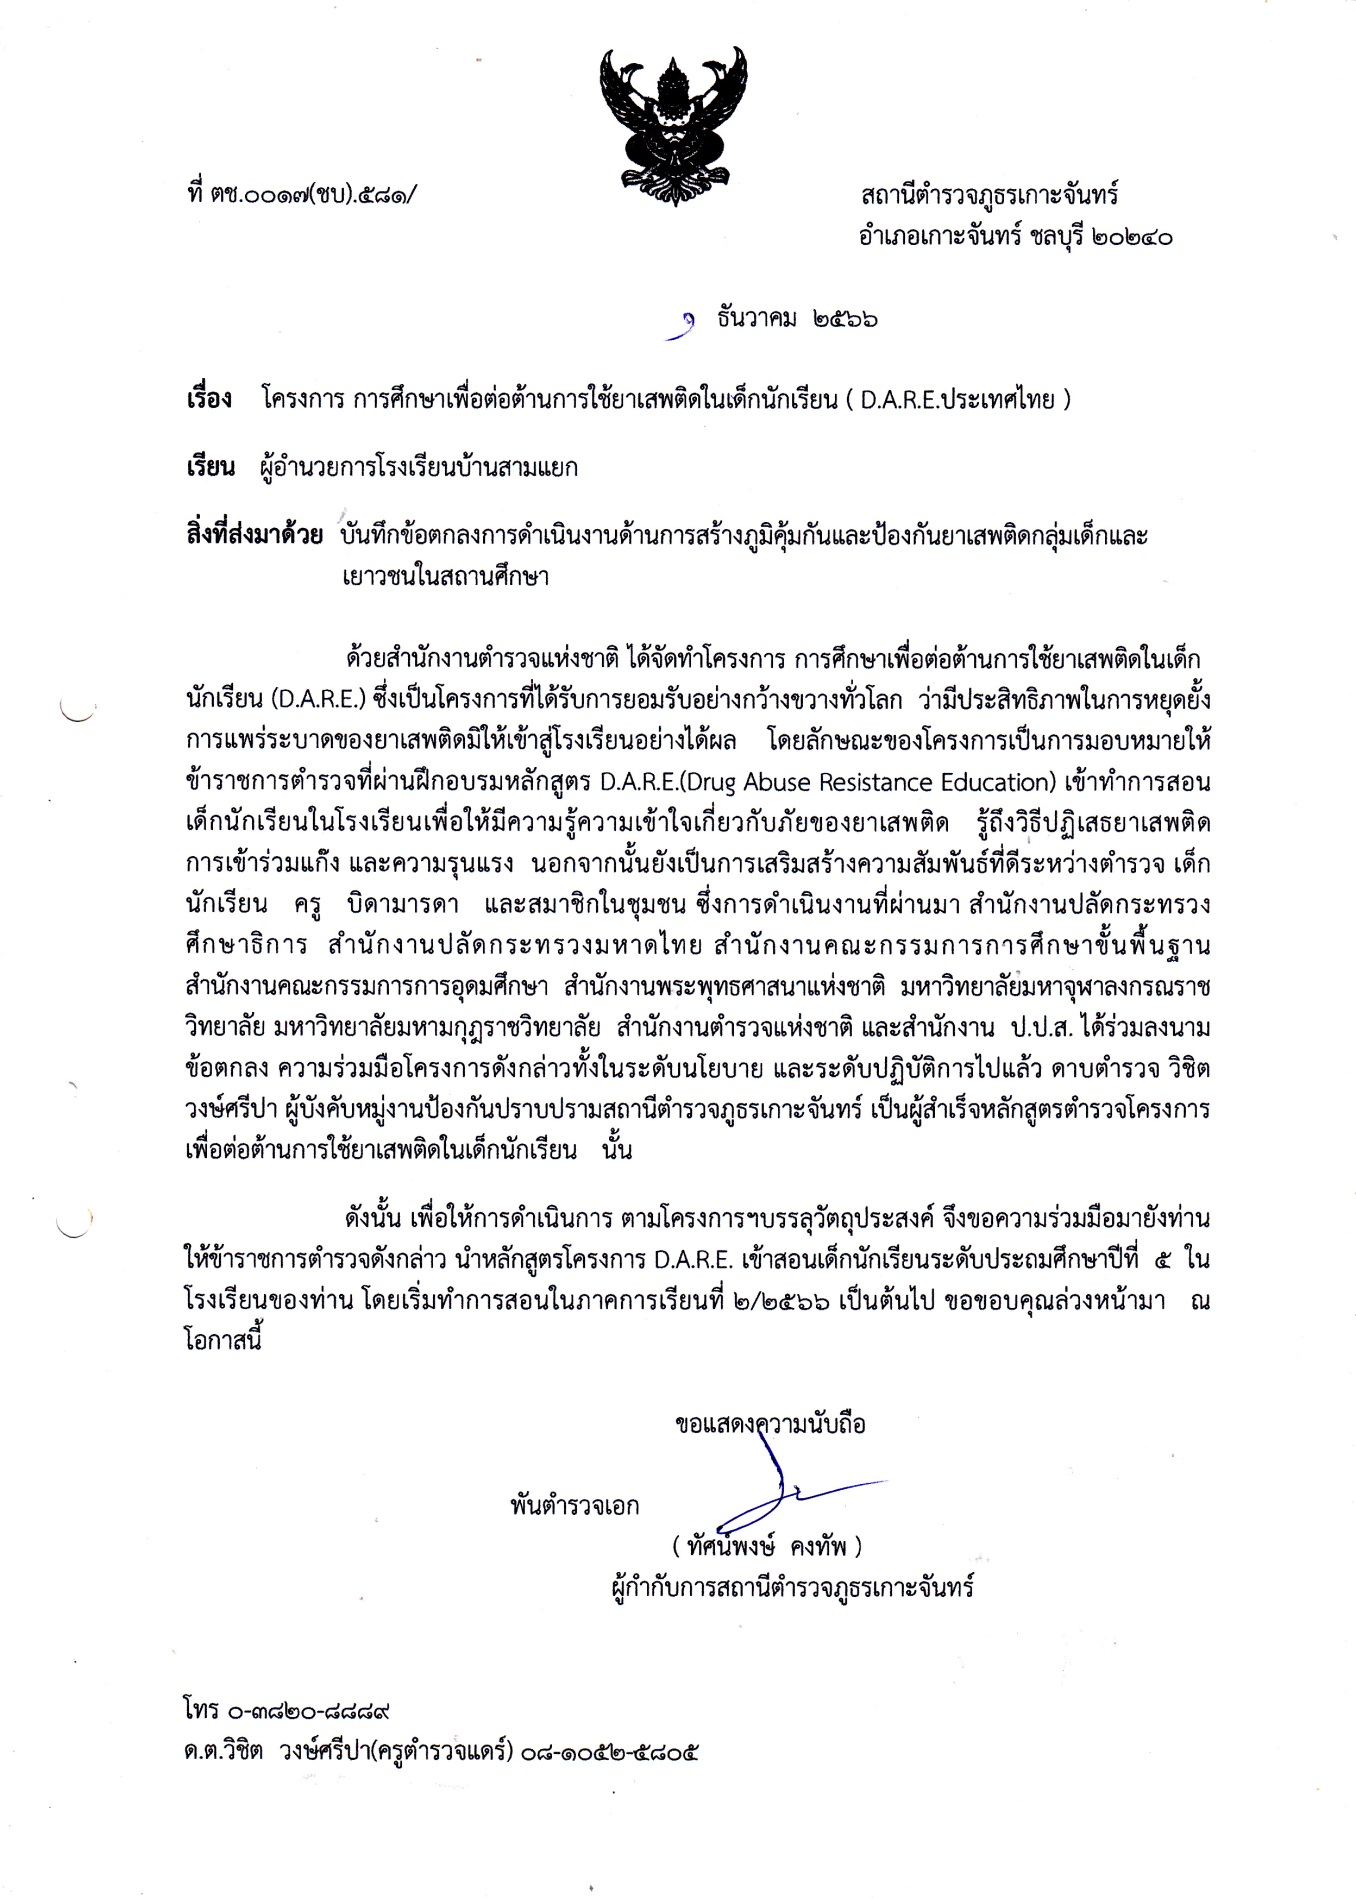 ที่ ตช.๐๐๑๗(ชบ).๕๘๑/
สถานีตำรวจภูธรเกาะจันทร์
อำเภอเกาะจันทร์ ชลบุรี ๒๐๒๔๐
๑ ธันวาคม ๒๕๖๖
เรื่อง โครงการ การศึกษาเพื่อต่อต้านการใช้ยาเสพติดในเด็กนักเรียน ( D.A.R.E.ประเทศไทย )
เรียน ผู้อำนวยการโรงเรียนบ้านสามแยก
สิ่งที่ส่งมาด้วย บันทึกข้อตกลงการดำเนินงานด้านการสร้างภูมิคุ้มกันและป้องกันยาเสพติดกลุ่มเด็กและ
เยาวชนในสถานศึกษา
ด้วยสำนักงานตำรวจแห่งชาติ ได้จัดทำโครงการ การศึกษาเพื่อต่อต้านการใช้ยาเสพติดในเด็ก
นักเรียน (D.A.R.E.) ซึ่งเป็นโครงการที่ได้รับการยอมรับอย่างกว้างขวางทั่วโลก ว่ามีประสิทธิภาพในการหยุดยั้ง
การแพร่ระบาดของยาเสพติดมิให้เข้าสู่โรงเรียนอย่างได้ผล โดยลักษณะของโครงการเป็นการมอบหมายให้
ข้าราชการตำรวจที่ผ่านฝึกอบรมหลักสูตร D.A.R.E.(Drug Abuse Resistance Education) เข้าทำการสอน
เด็กนักเรียนในโรงเรียนเพื่อให้มีความรู้ความเข้าใจเกี่ยวกับภัยของยาเสพติด รู้ถึงวิธีปฏิเสธยาเสพติด
การเข้าร่วมแก๊ง และความรุนแรง นอกจากนั้นยังเป็นการเสริมสร้างความสัมพันธ์ที่ดีระหว่างตำรวจ เด็ก
นักเรียน ครู บิดามารดา และสมาชิกในชุมชน ซึ่งการดำเนินงานที่ผ่านมา สำนักงานปลัดกระทรวง
ศึกษาธิการ สำนักงานปลัดกระทรวงมหาดไทย สำนักงานคณะกรรมการการศึกษาขั้นพื้นฐาน
สำนักงานคณะกรรมการการอุดมศึกษา สำนักงานพระพุทธศาสนาแห่งชาติ มหาวิทยาลัยมหาจุฬาลงกรณราช
วิทยาลัย มหาวิทยาลัยมหามกุฎราชวิทยาลัย สำนักงานตำรวจแห่งชาติ และสำนักงาน ป.ป.ส. ได้ร่วมลงนาม
ข้อตกลง ความร่วมมือโครงการดังกล่าวทั้งในระดับนโยบาย และระดับปฏิบัติการไปแล้ว ดาบตำรวจ วิชิต
วงษ์ศรีปา ผู้บังคับหมู่งานป้องกันปราบปรามสถานีตำรวจภูธรเกาะจันทร์ เป็นผู้สำเร็จหลักสูตรตำรวจโครงการ
เพื่อต่อต้านการใช้ยาเสพติดในเด็กนักเรียน นั้น
ดังนั้น เพื่อให้การดำเนินการ ตามโครงการฯบรรลุวัตถุประสงค์ จึงขอความร่วมมือมายังท่าน
ให้ข้าราชการตำรวจดังกล่าว นำหลักสูตรโครงการ D.A.R.E. เข้าสอนเด็กนักเรียนระดับประถมศึกษาปีที่ ๕ ใน
โรงเรียนของท่าน โดยเริ่มทำการสอนในภาคการเรียนที่ ๒/๒๕๖๖ เป็นต้นไป ขอขอบคุณล่วงหน้ามา ณ
โอกาสนี้
ขอแสดงความนับถือ
พันตำรวจเอก
( ทัศน์พงษ์ คงทัพ )
ผู้กำกับการสถานีตำรวจภูธรเกาะจันทร์
โทร ๐-๓๘๒๐-๘๘๘๙
ด.ต.วิชิต วงษ์ศรีปา(ครูตำรวจแดร์) ๐๘-๑๐๕๒-๕๘๐๕